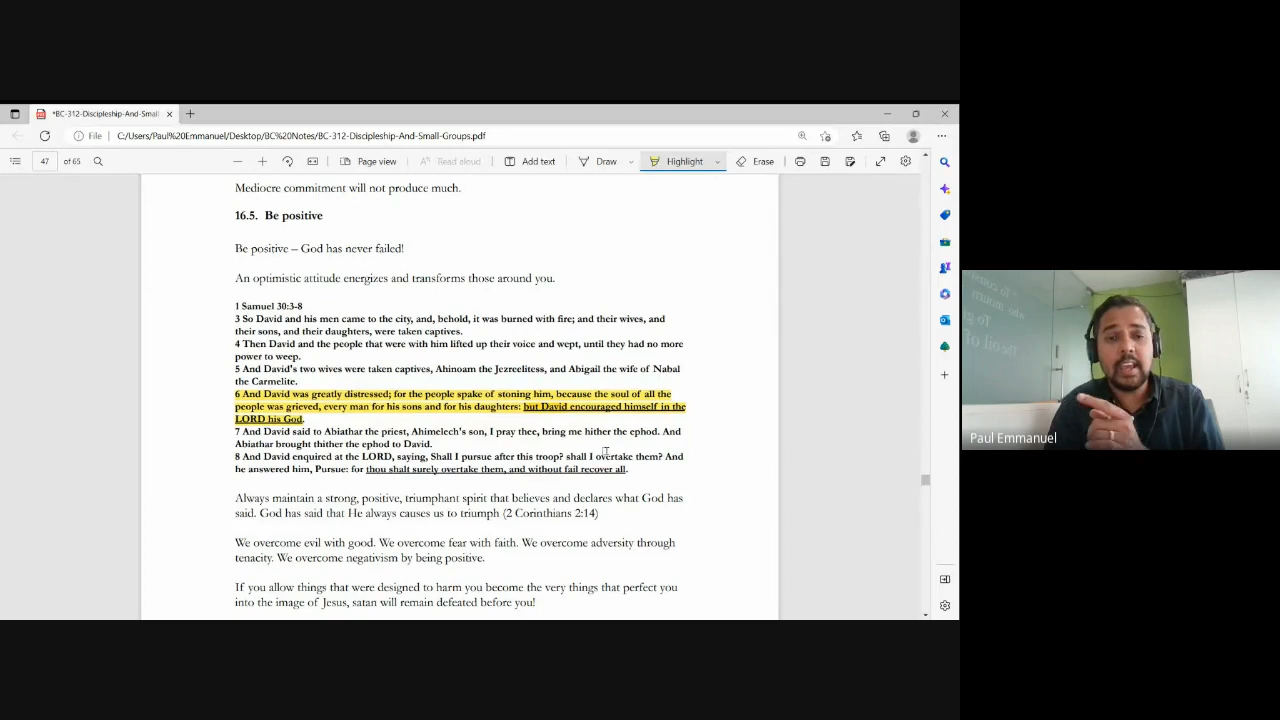 *BC-312-Discipleship-And-Small
File
C:/Users/Paul%20Emmanuel/Desktop/BC%20Notes/BC-312-Discipleship-And-Small-Groups.pdf
47 of 65
Page view
Read aloud
Add text
Draw
Highlight
Erase
Mediocre commitment will not produce much.
16.5. Be positive
Be positive – God has never failed!
An optimistic attitude energizes and transforms those around you.
1 Samuel 30:3-8
3 So David and his men came to the city, and, behold, it was burned with fire; and their wives, and
their sons, and their daughters, were taken captives.
4 Then David and the people that were with him lifted up their voice and wept, until they had no more
power to weep.
5 And David's two wives were taken captives, Ahinoam the Jezreelitess, and Abigail the wife of Nabal
the Carmelite.
6 And David was greatly distressed; for the people spake of stoning him, because the soul of all the
people was grieved, every man for his sons and for his daughters: but David encouraged himself in the
LORD his God.
7 And David said to Abiathar the priest, Ahimelech's son, I pray thee, bring me hither the ephod. And
Abiathar brought thither the ephod to David.
8 And David enquired at the LORD, saying, Shall I pursue after this troop? shall I overtake them? And
he answered him, Pursue: for thou shalt surely overtake them, and without fail recover all.
Always maintain a strong, positive, triumphant spirit that believes and declares what God has
said. God has said that He always causes us to triumph (2 Corinthians 2:14)
We overcome evil with good. We overcome fear with faith. We overcome adversity through
tenacity. We overcome negativism by being positive.
If you allow things that were designed to harm you become the very things that perfect you
into the image of Jesus, satan will remain defeated before you!
Paul Emmanuel